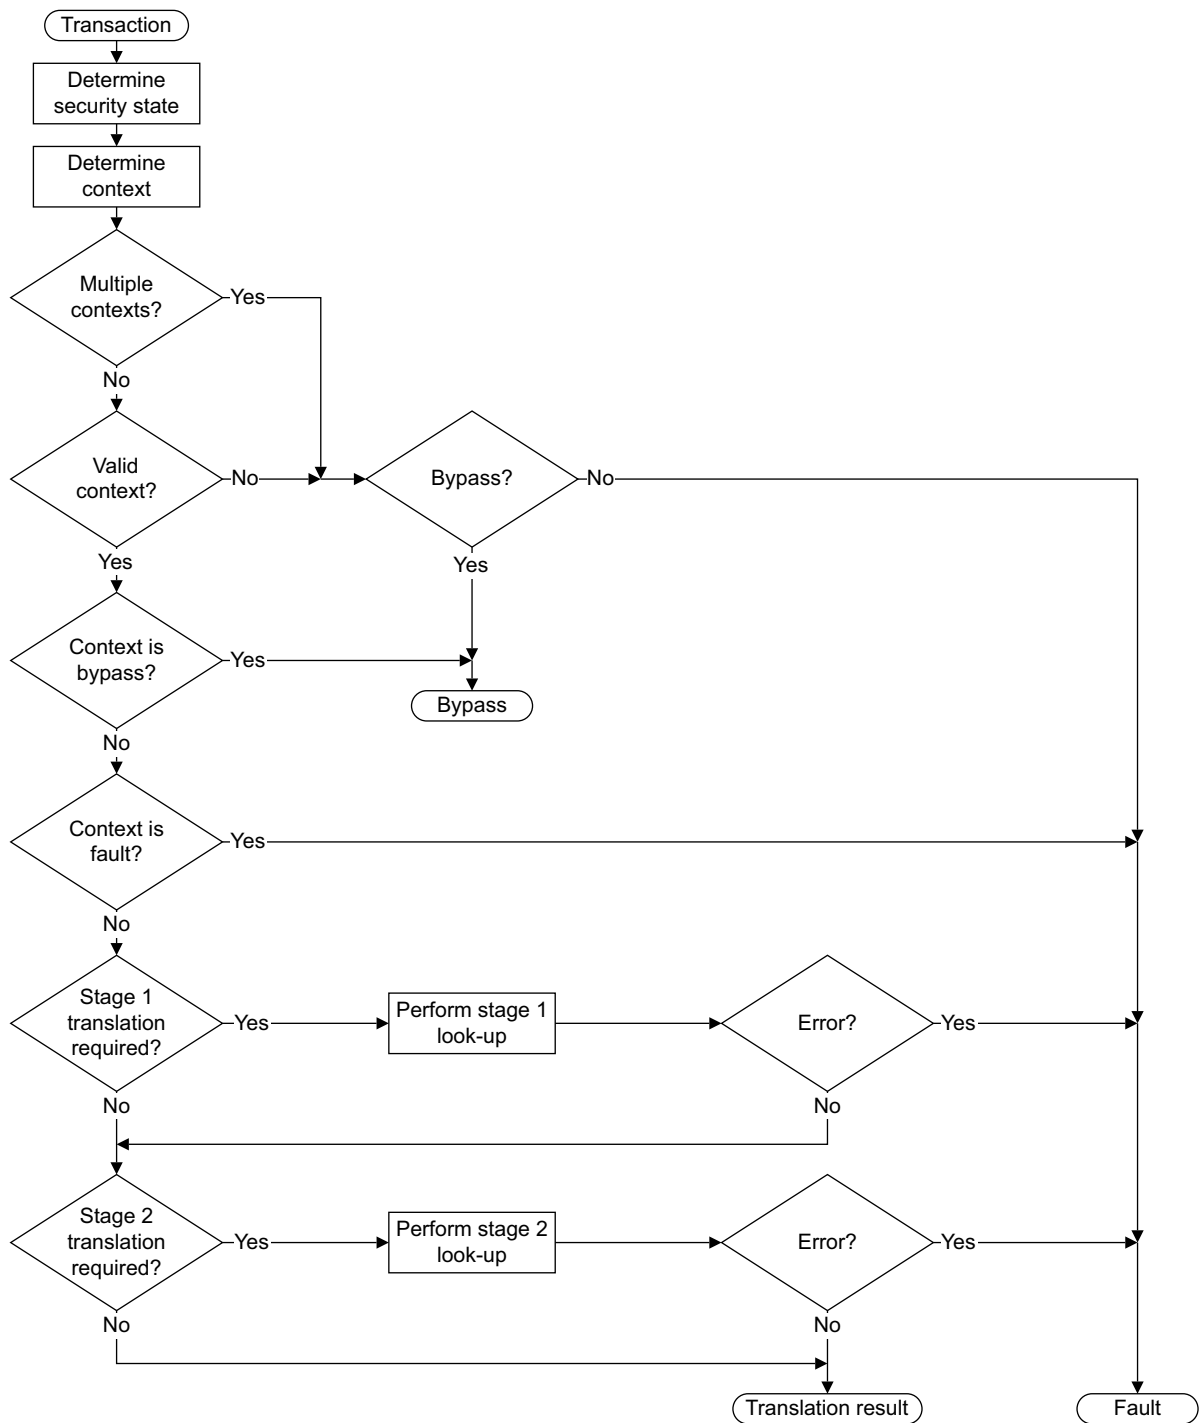 Transaction
Determine
security state
Determine
context
Multiple
contexts?
Yes
No
Valid
context?
No
Bypass?
No
Yes
Yes
Context is
bypass?
Yes
Bypass
No
Context is
fault?
Yes
No
Stage 1
translation
required?
Yes
Perform stage 1
look-up
Error?
Yes
No
No
Stage 2
translation
required?
Yes
Perform stage 2
look-up
Error?
Yes
No
No
Translation result
Fault